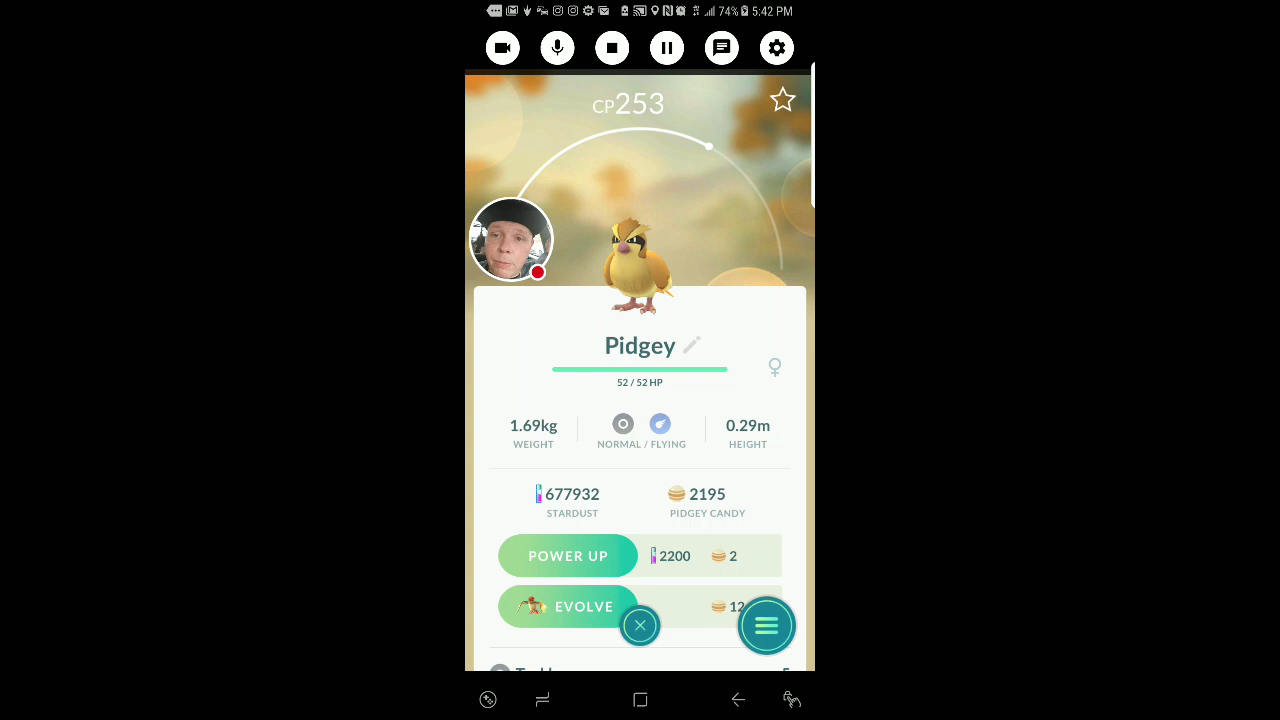 74% 5:42 PM
CP253
Pidgey
52 / 52 HP
1.69kg
WEIGHT
NORMAL / FLYING
0.29m
HEIGHT
677932
STARDUST
2195
PIDGEY CANDY
POWER UP 2200 2
EVOLVE 12